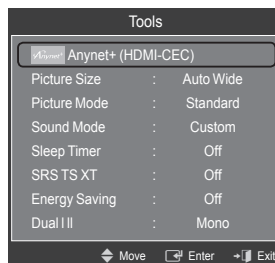 Tools
Anynet+ Anynet+ (HDMI-CEC)
Picture Size : Auto Wide
Picture Mode : Standard
Sound Mode : Custom
Sleep Timer : Off
SRS TS XT : Off
Energy Saving : Off
Dual I II : Mono
Move Enter Exit